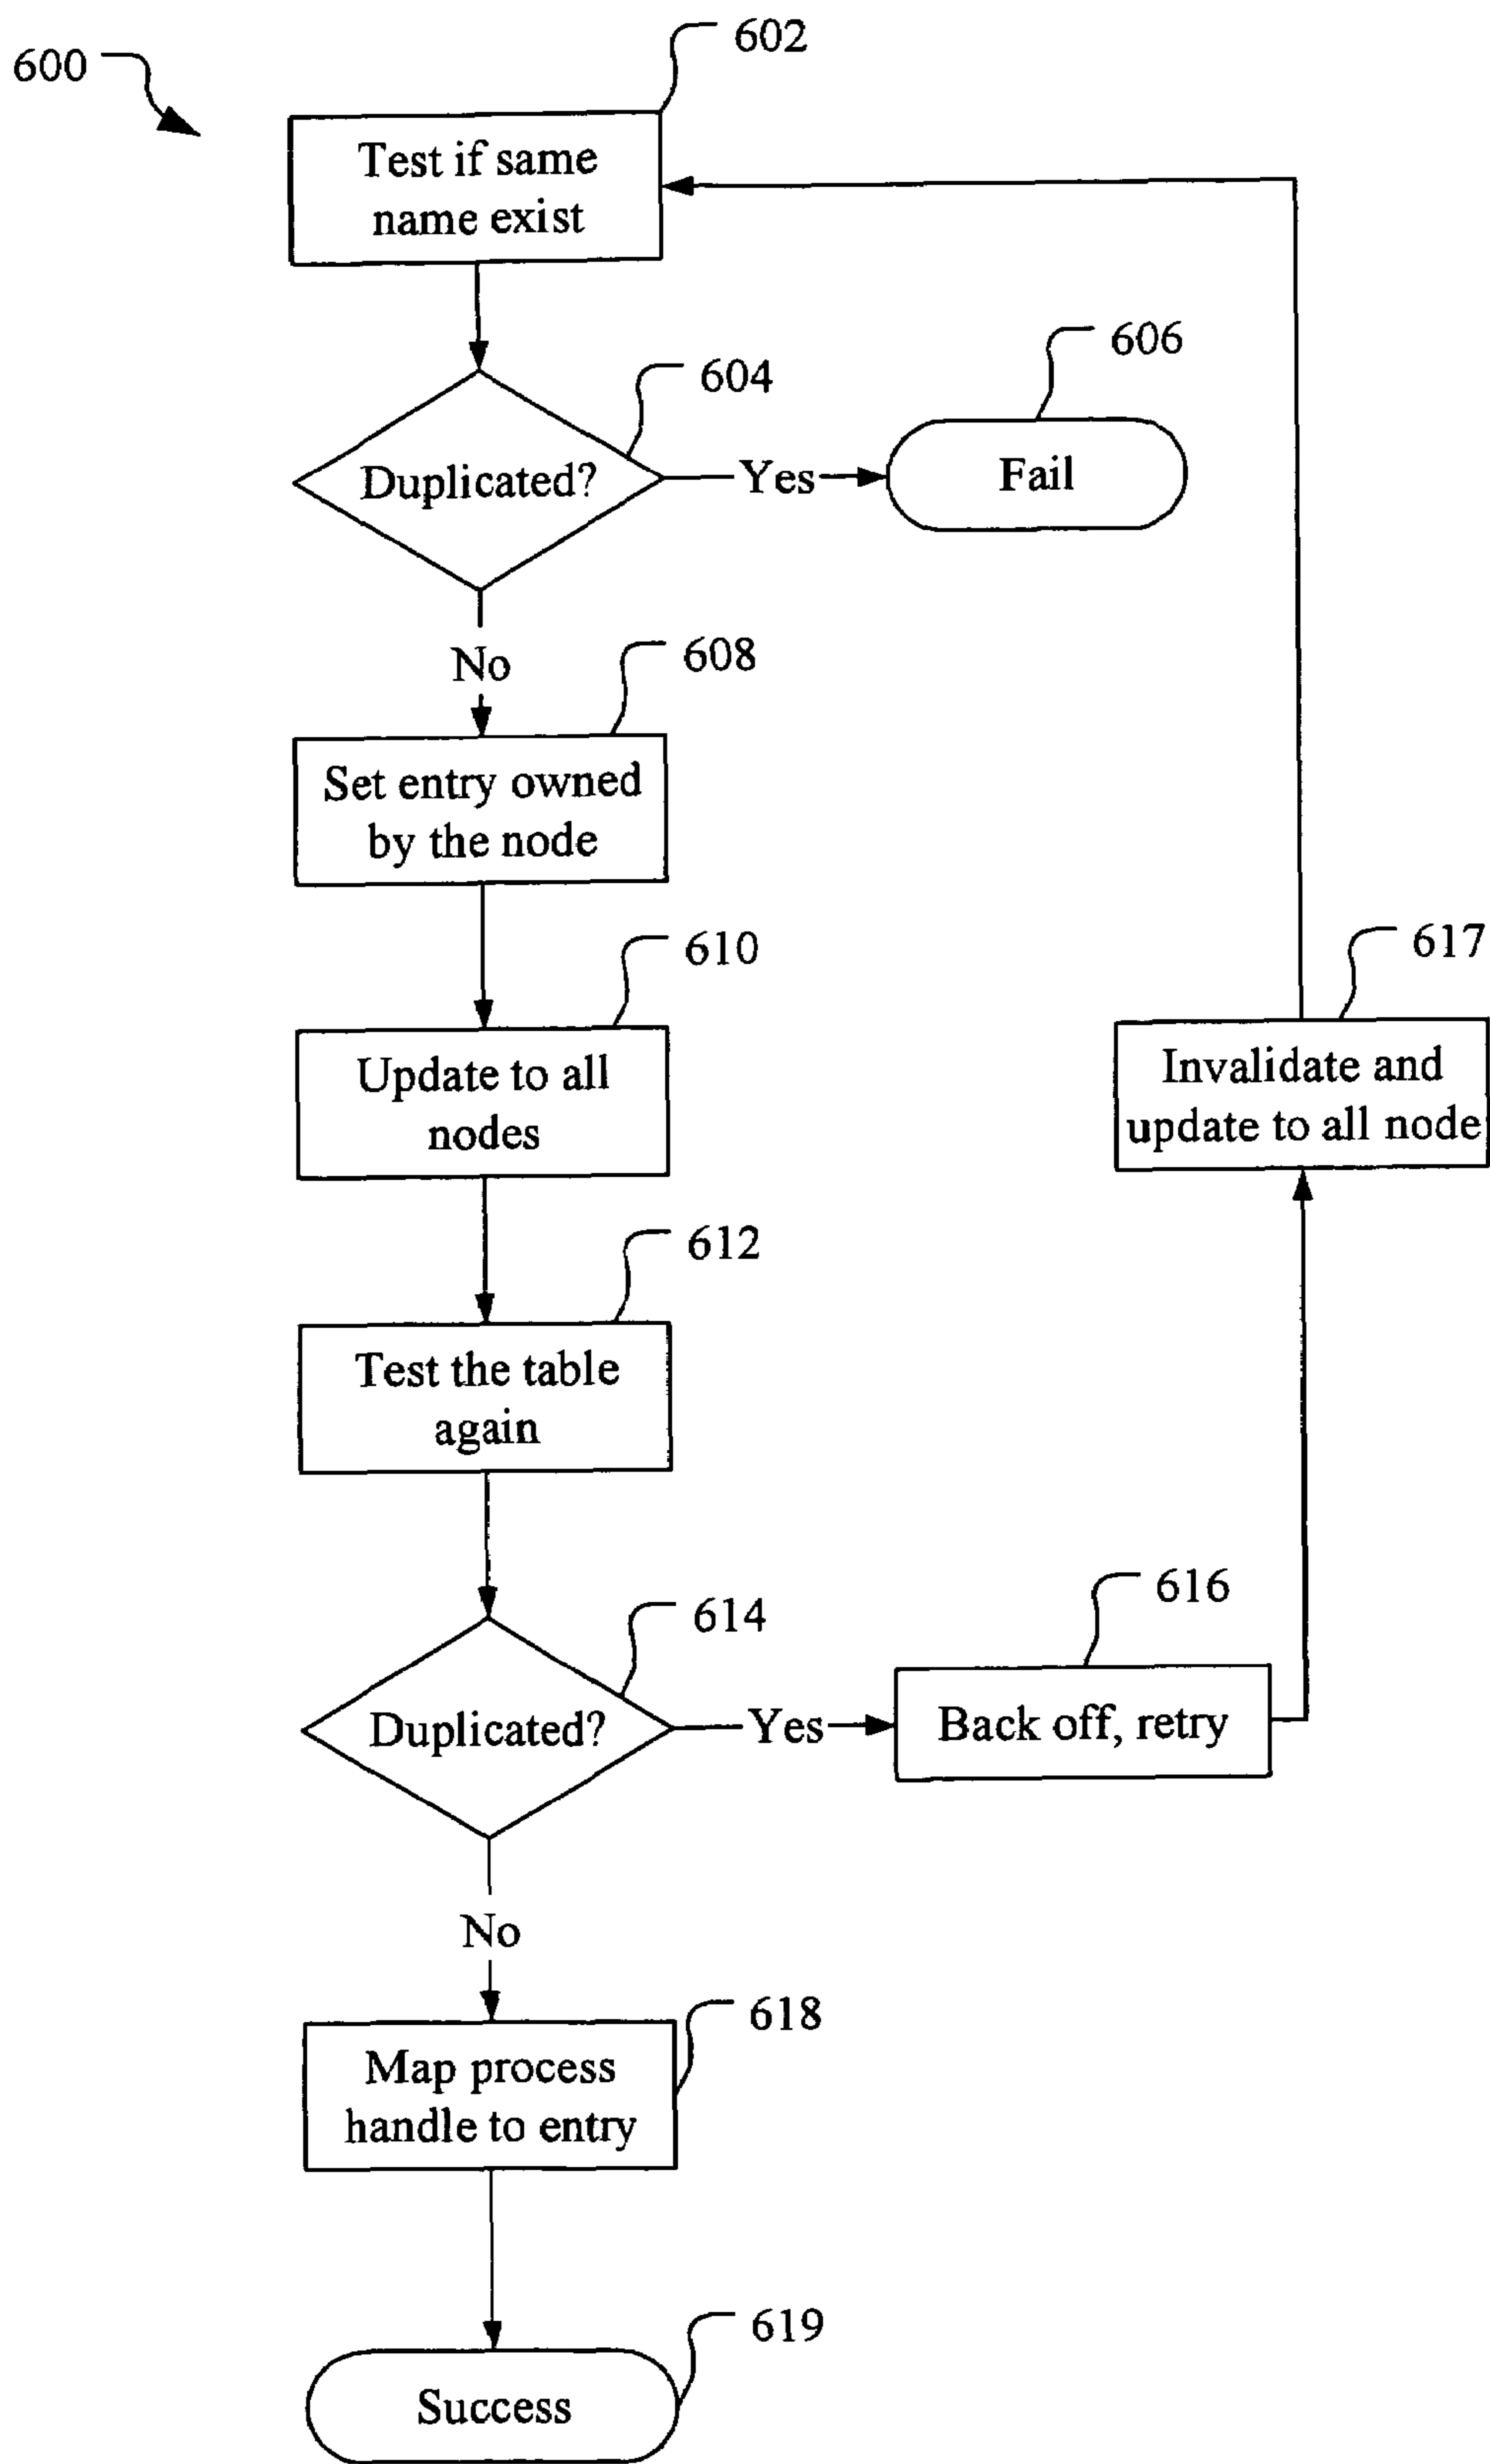 602
600
Test if same
name exist
606
604
Duplicated?
Yes
Fail
No
608
Set entry owned
by the node
610
617
Update to all
nodes
Invalidate and
update to all node
612
Test the table
again
616
614
Duplicated?
Yes
Back off, retry
No
618
Map process
handle to entry
619
Success